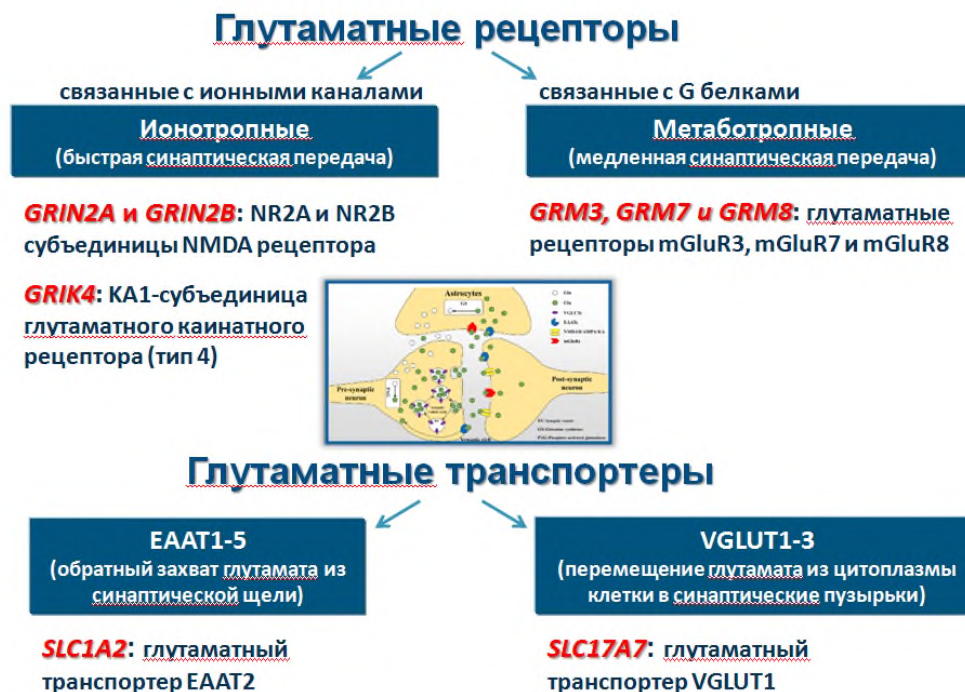 Глутаматные рецепторы
связанные с ионными каналами
связанные с G белками
Ионотропные
(быстрая синаптическая передача)
Метаботропные
(медленная синаптическая передача)
GRIN2A и GRIN2B: NR2A и NR2B
субъединицы NMDA рецептора
GRM3, GRM7 и GRM8: глутаматные
рецепторы mGluR3, mGluR7 и mGluR8
GRIK4: KA1-субъединица
глутаматного каинатного
рецептора (тип 4)
Astrocytes
Pre-synaptic
neuron
Post-synaptic
neuron
Глутаматные транспортеры
EAAT1-5
(обратный захват глутамата из
синаптической щели)
VGLUT1-3
(перемещение глутамата из цитоплазмы
клетки в синаптические пузырьки)
SLC1A2: глутаматный
транспортер EAAT2
SLC17A7: глутаматный
транспортер VGLUT1